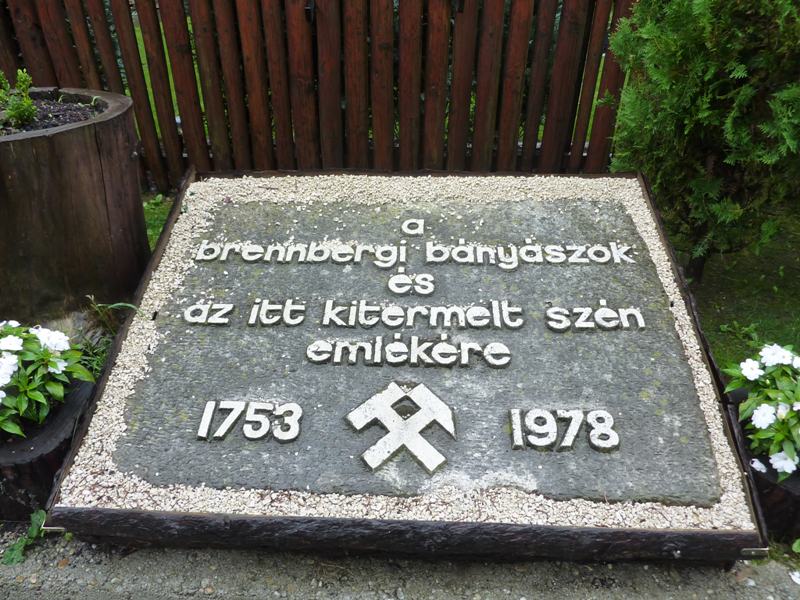 a
brennbergi bányászok
és
az itt kitermelt szén
emlékére
1753 1978